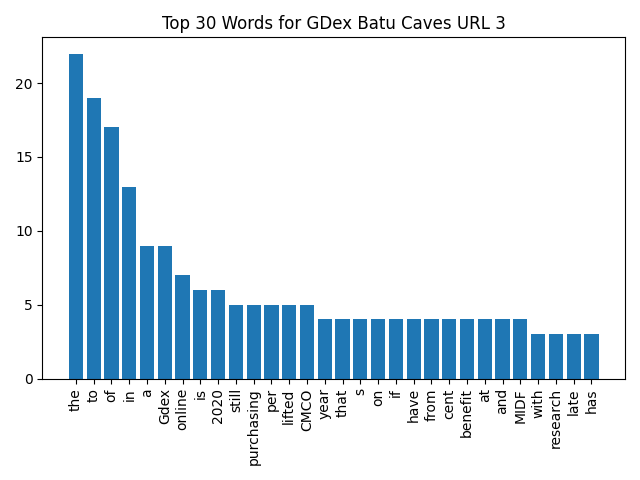 Top 30 Words for GDex Batu Caves URL 3
20
15
10
5
0
the
to
of
in
a
Gdex
online
is
2020
still
purchasing
per
lifted
CMCO
year
that
s
on
if
have
from
cent
benefit
at
and
MIDF
with
research
late
has